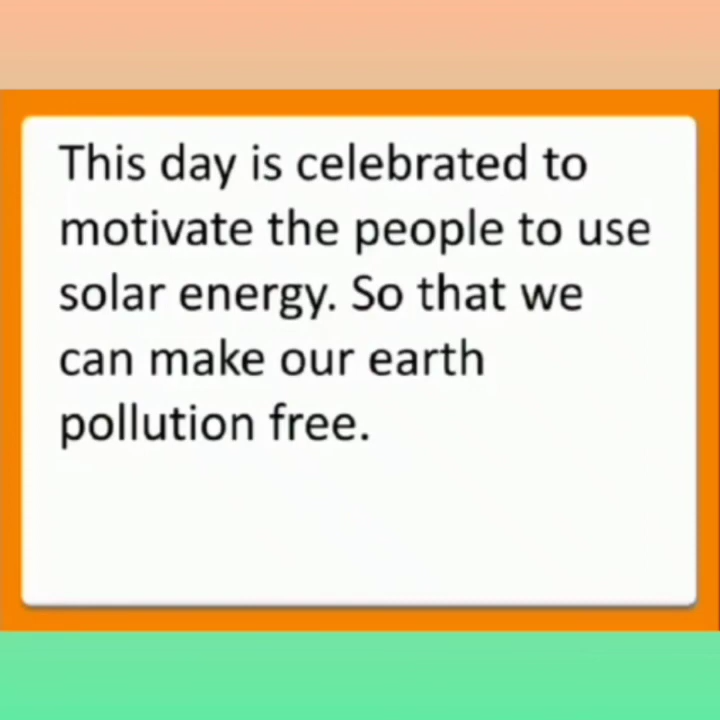 This day is celebrated to
motivate the people to use
solar energy. So that we
can make our earth
pollution free.